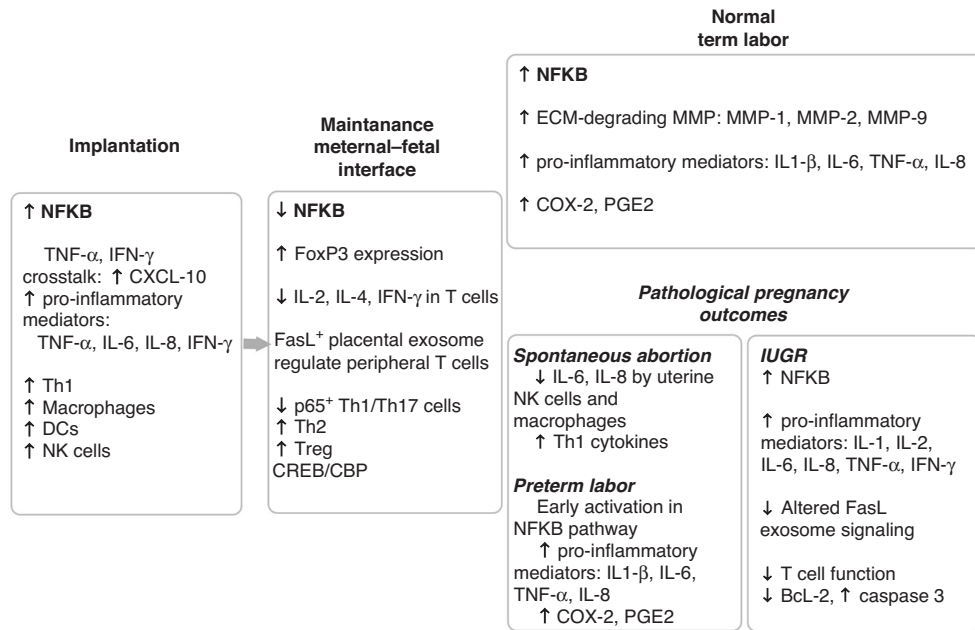 Implantation
↑ NFKB
TNF-α, IFN-γ
crosstalk: ↑ CXCL-10
↑ pro-inflammatory
mediators:
TNF-α, IL-6, IL-8, IFN-γ
↑ Th1
↑ Macrophages
↑ DCs
↑ NK cells
Maintanance
meternal–fetal
interface
↓ NFKB
↑ FoxP3 expression
↓ IL-2, IL-4, IFN-γ in T cells
FasL⁺ placental exosome
regulate peripheral T cells
↓ p65⁺ Th1/Th17 cells
↑ Th2
↑ Treg
CREB/CBP
Normal
term labor
↑ NFKB
↑ ECM-degrading MMP: MMP-1, MMP-2, MMP-9
↑ pro-inflammatory mediators: IL1-β, IL-6, TNF-α, IL-8
↑ COX-2, PGE2
Pathological pregnancy
outcomes
Spontaneous abortion
↓ IL-6, IL-8 by uterine
NK cells and
macrophages
↑ Th1 cytokines
Preterm labor
Early activation in
NFKB pathway
↑ pro-inflammatory
mediators: IL1-β, IL-6,
TNF-α, IL-8
↑ COX-2, PGE2
IUGR
↑ NFKB
↑ pro-inflammatory
mediators: IL-1, IL-2,
IL-6, IL-8, TNF-α, IFN-γ
↓ Altered FasL
exosome signaling
↓ T cell function
↓ BcL-2, ↑ caspase 3